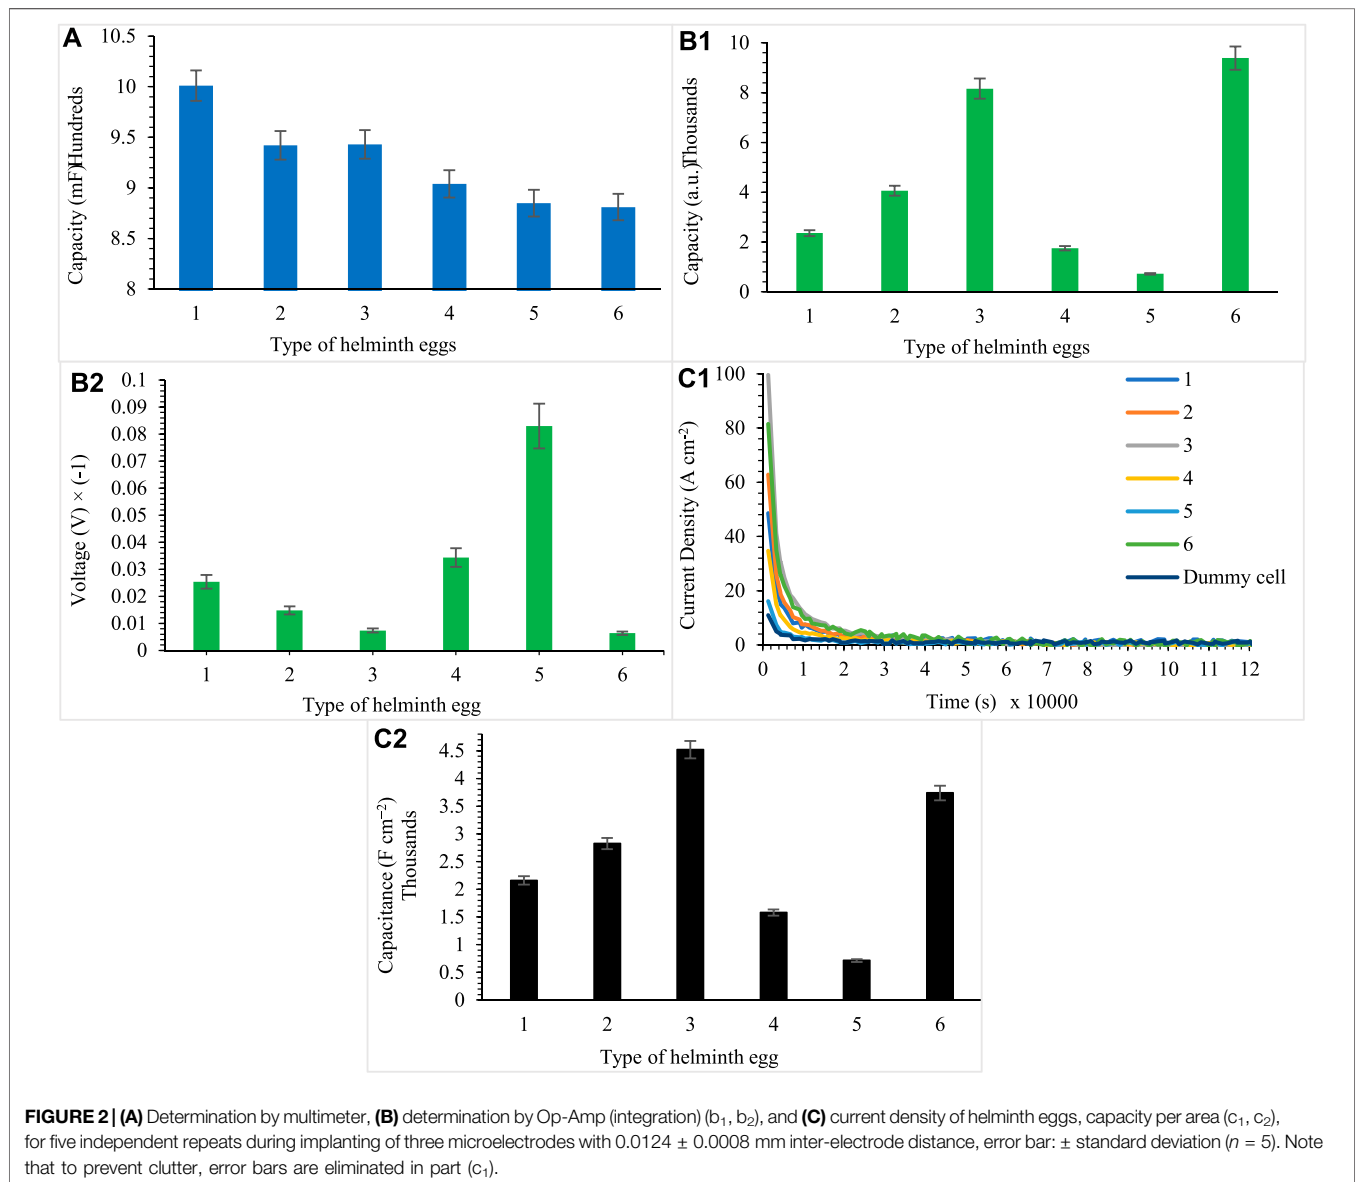 A
10.5
10
9.5
9
8.5
8
Capacity (mF)Hundreds
1 2 3 4 5 6
Type of helminth eggs
B1
10
8
6
4
2
0
Capacity (a.u.)Thousands
1 2 3 4 5 6
Type of helminth eggs
B2
0.1
0.09
0.08
0.07
0.06
0.05
0.04
0.03
0.02
0.01
0
Voltage (V) × (-1)
1 2 3 4 5 6
Type of helminth egg
C1
100
80
60
40
20
0
Current Density (A cm⁻²)
1
2
3
4
5
6
Dummy cell
0 1 2 3 4 5 6 7 8 9 10 11 12
Time (s) x 10000
C2
4.5
4
3.5
3
2.5
2
1.5
1
0.5
0
Capacitance (F cm⁻²)
Thousands
1 2 3 4 5 6
Type of helminth egg
FIGURE 2 | (A) Determination by multimeter, (B) determination by Op-Amp (integration) (b₁, b₂), and (C) current density of helminth eggs, capacity per area (c₁, c₂),
for five independent repeats during implanting of three microelectrodes with 0.0124 ± 0.0008 mm inter-electrode distance, error bar: ± standard deviation (n = 5). Note
that to prevent clutter, error bars are eliminated in part (c₁).